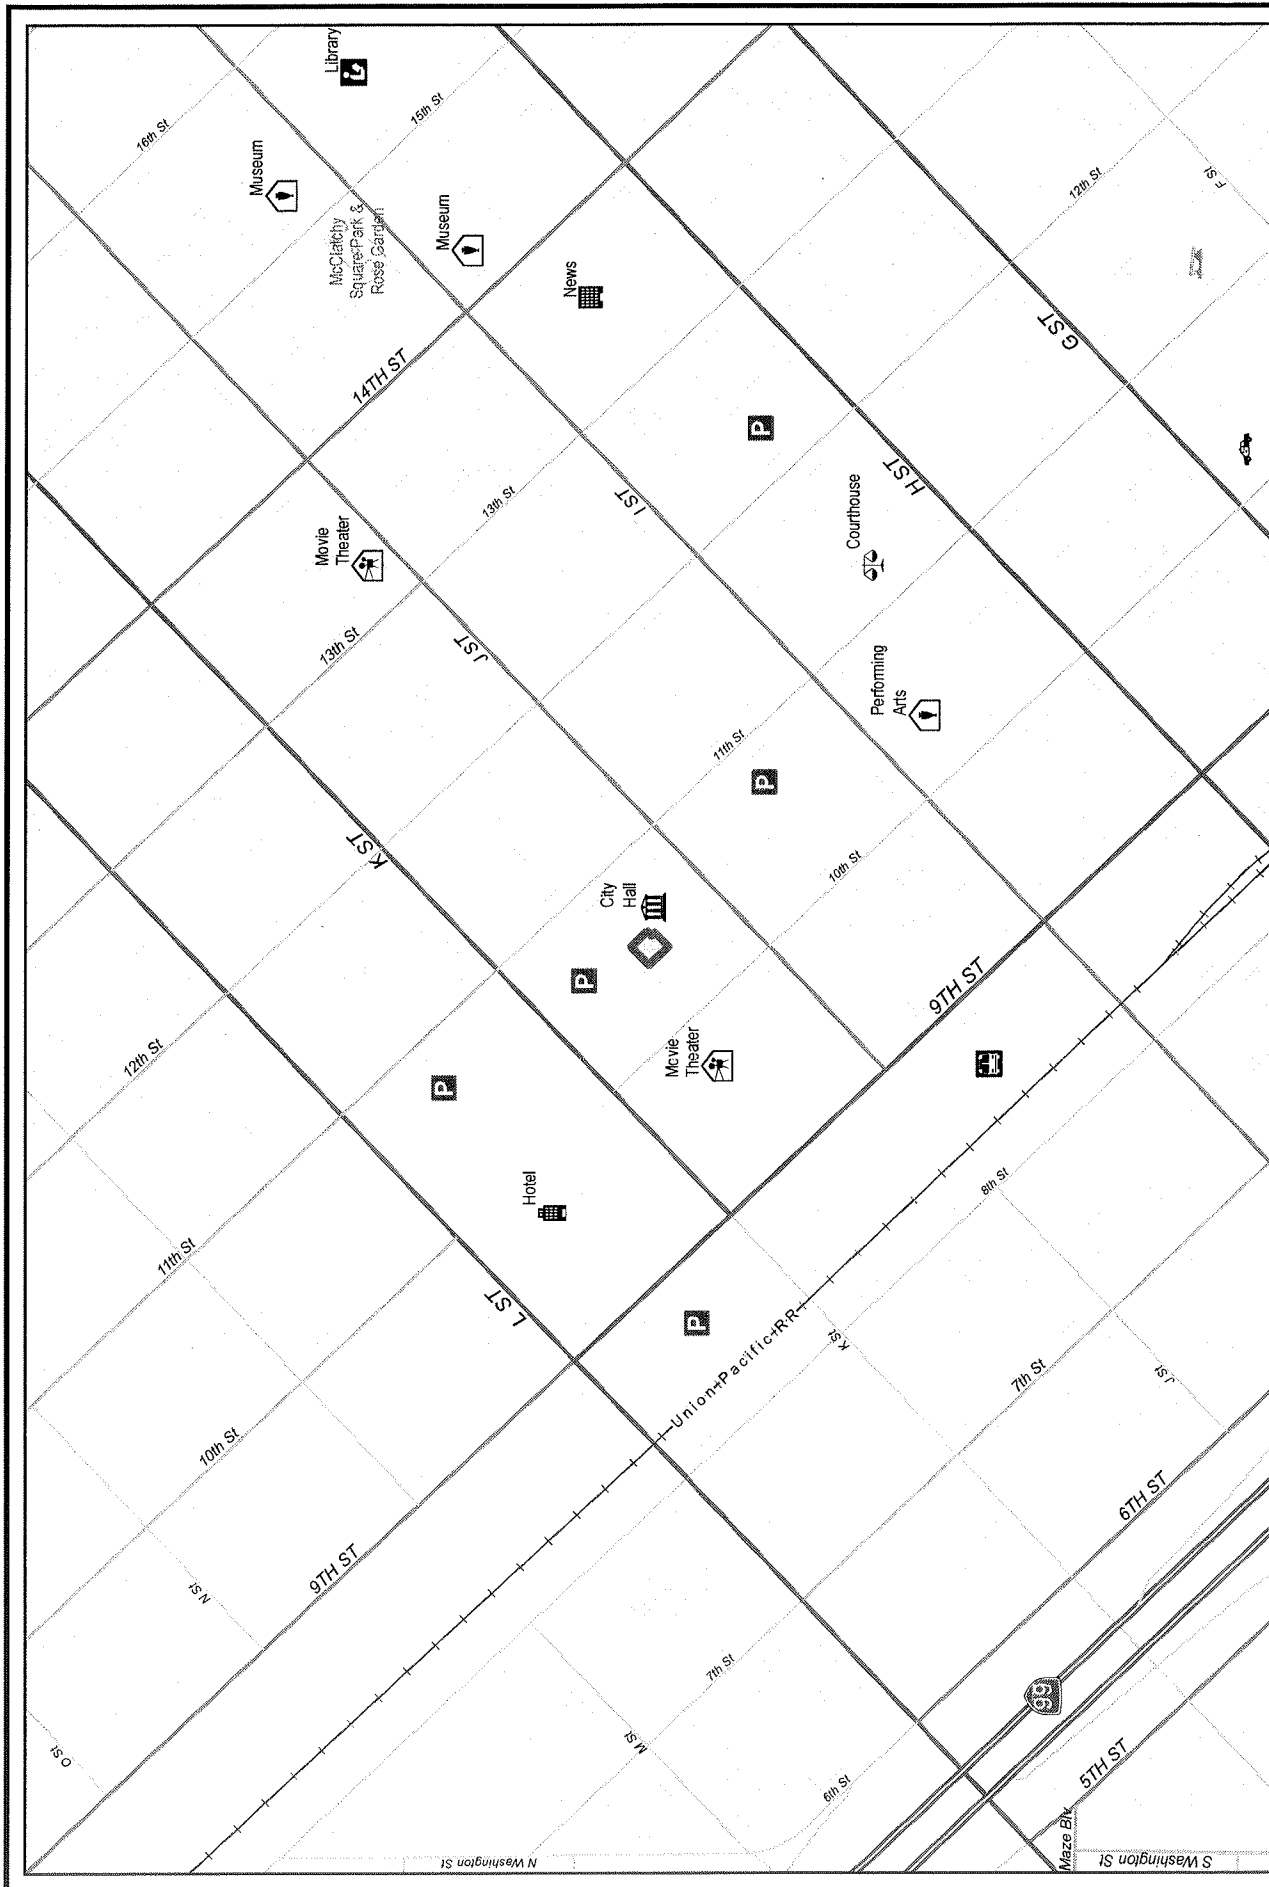 Library
16th St
15th St
Museum
McClatchy
Square Park &
Rose Garden
Museum
12th St
F St
News
14TH ST
G ST
P
13th St
I ST
H ST
Movie
Theater
Courthouse
13th St
J ST
Performing
Arts
11th St
P
K ST
10th St
City
Hall
P
9TH ST
12th St
P
Movie
Theater
Hotel
8th St
11th St
L ST
P
Union Pacific RR
K St
7th St
J St
10th St
6TH ST
N St
9TH ST
7th St
99
O St
M St
5TH ST
6th St
Maze Blv
N Washington St
S Washington St